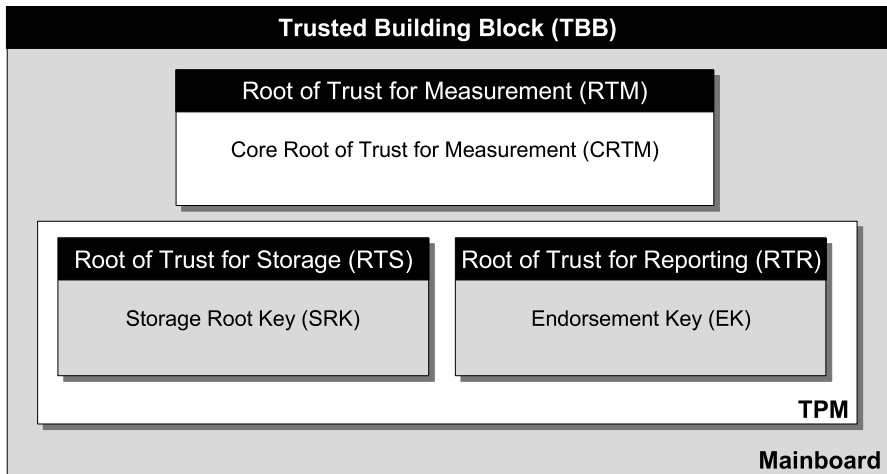 Trusted Building Block (TBB)
Root of Trust for Measurement (RTM)
Core Root of Trust for Measurement (CRTM)
Root of Trust for Storage (RTS)
Storage Root Key (SRK)
Root of Trust for Reporting (RTR)
Endorsement Key (EK)
TPM
Mainboard